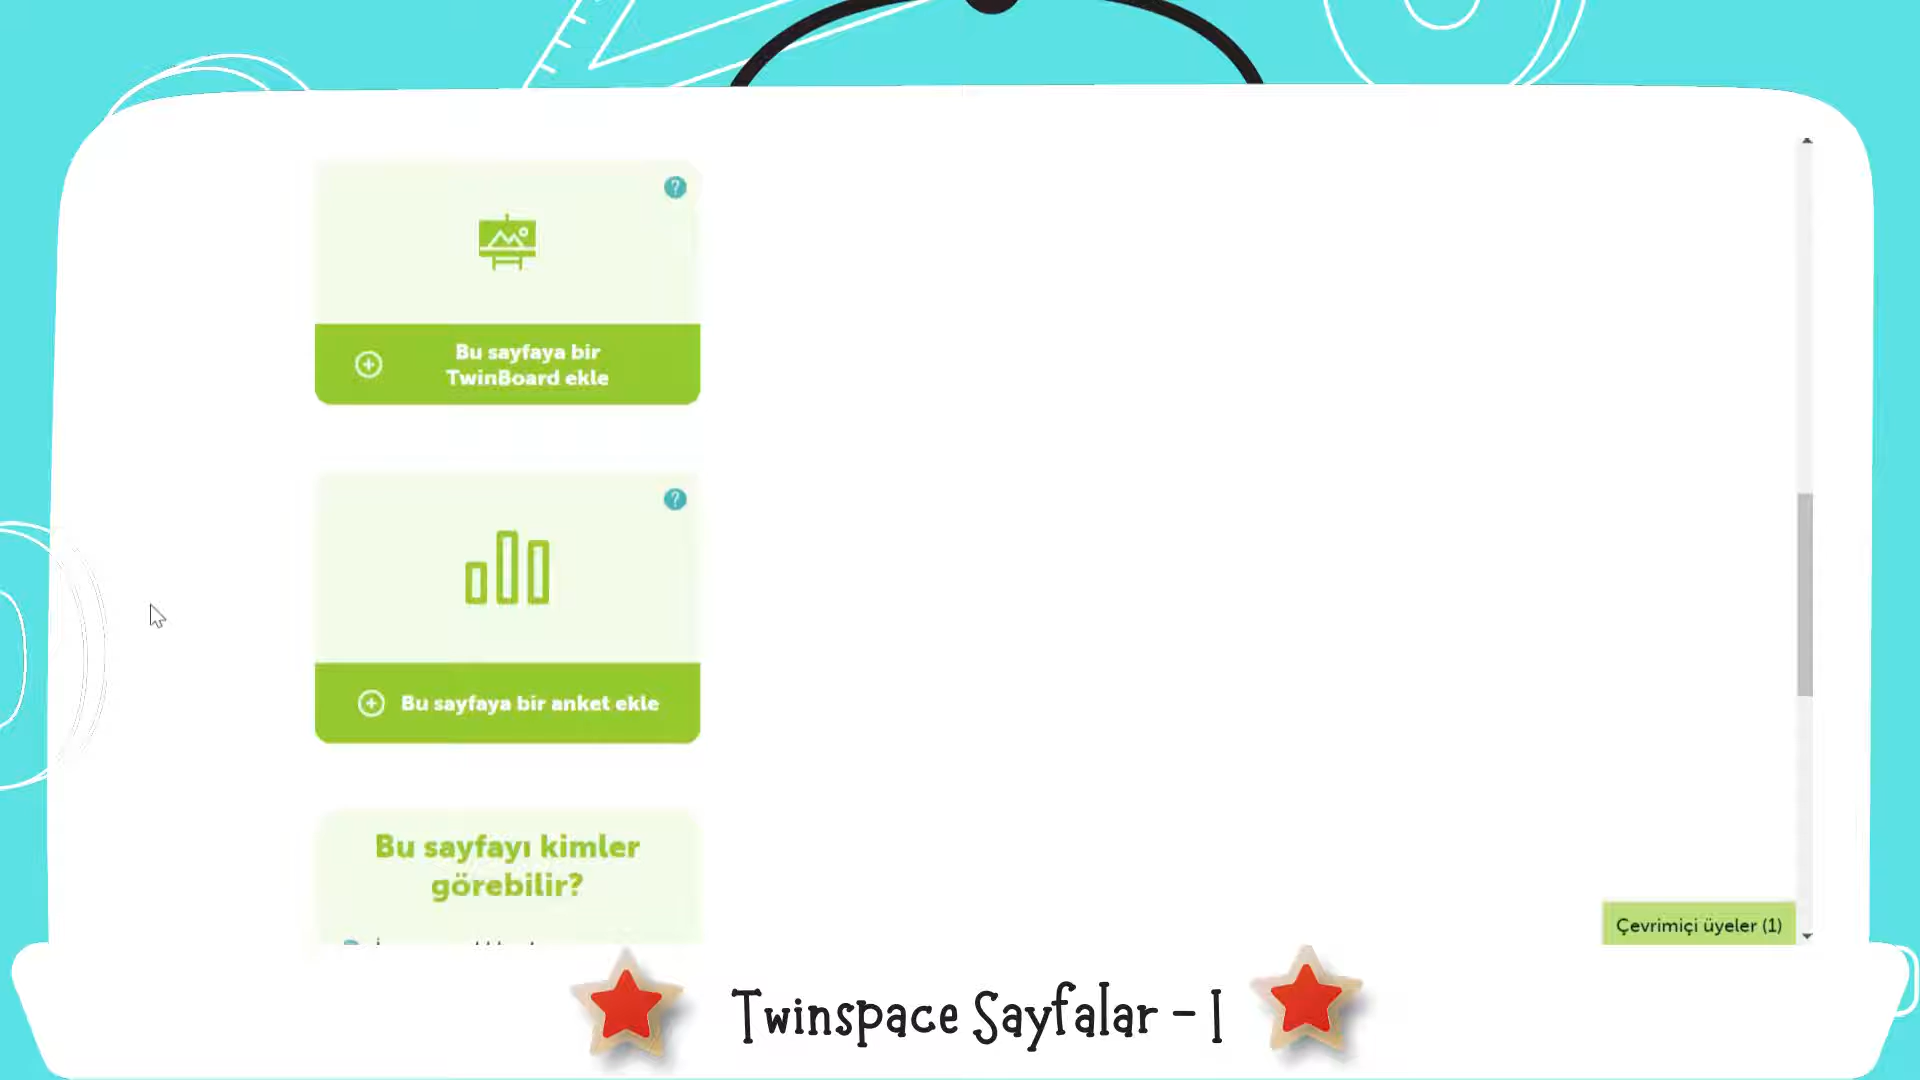 Bu sayfaya bir
TwinBoard ekle
Bu sayfaya bir anket ekle
Bu sayfayı kimler
görebilir?
Çevrimiçi üyeler (1)
Twinspace Sayfalar - 1